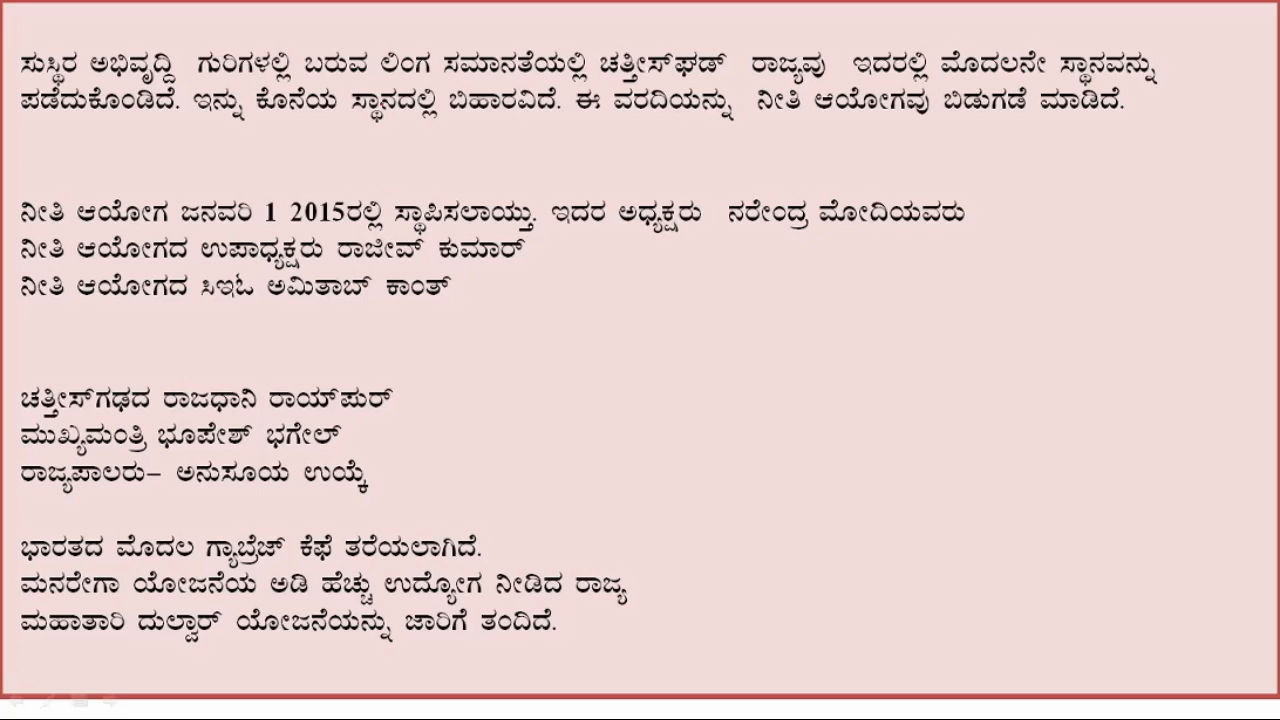 ಸುಸ್ಥಿರ ಅಭಿವೃದ್ದಿ ಗುರಿಗಳಲ್ಲಿ ಬರುವ ಲಿಂಗ ಸಮಾನತೆಯಲ್ಲಿ ಚತ್ತೀಸ್‌ಘಡ್ ರಾಜ್ಯವು ಇದರಲ್ಲಿ ಮೊದಲನೇ ಸ್ಥಾನವನ್ನು
ಪಡೆದುಕೊಂಡಿದೆ. ಇನ್ನು ಕೊನೆಯ ಸ್ಥಾನದಲ್ಲಿ ಬಿಹಾರವಿದೆ. ಈ ವರದಿಯನ್ನು ನೀತಿ ಆಯೋಗವು ಬಿಡುಗಡೆ ಮಾಡಿದೆ.
ನೀತಿ ಆಯೋಗ ಜನವರಿ 1 2015ರಲ್ಲಿ ಸ್ಥಾಪಿಸಲಾಯ್ತು. ಇದರ ಅಧ್ಯಕ್ಷರು ನರೇಂದ್ರ ಮೋದಿಯವರು
ನೀತಿ ಆಯೋಗದ ಉಪಾಧ್ಯಕ್ಷರು ರಾಜೀವ್ ಕುಮಾರ್
ನೀತಿ ಆಯೋಗದ ಸಿಇಓ ಅಮಿತಾಬ್ ಕಾಂತ್
ಚತ್ತೀಸ್‌ಗಢದ ರಾಜಧಾನಿ ರಾಯ್‌ಪುರ್
ಮುಖ್ಯಮಂತ್ರಿ ಭೂಪೇಶ್ ಭಗೇಲ್
ರಾಜ್ಯಪಾಲರು– ಅನುಸೂಯ ಉಯ್ಕೆ
ಭಾರತದ ಮೊದಲ ಗ್ಯಾಬ್ರೇಜ್ ಕೆಫೆ ತರೆಯಲಾಗಿದೆ.
ಮನರೇಗಾ ಯೋಜನೆಯ ಅಡಿ ಹೆಚ್ಚು ಉದ್ಯೋಗ ನೀಡಿದ ರಾಜ್ಯ
ಮಹಾತಾರಿ ದುಲ್ವಾರ್ ಯೋಜನೆಯನ್ನು ಜಾರಿಗೆ ತಂದಿದೆ.